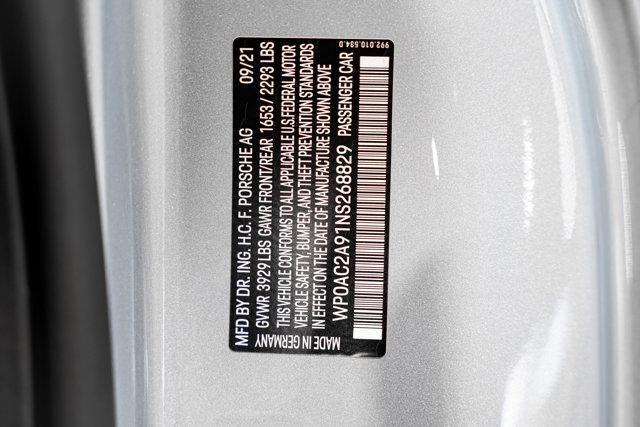 MFD BY DR. ING. H.C. F. PORSCHE AG 09/21
GVWR 3929 LBS GAWR FRONT/REAR 1653 / 2293 LBS
THIS VEHICLE CONFORMS TO ALL APPLICABLE U.S.FEDERAL MOTOR
VEHICLE SAFETY, BUMPER, AND THEFT PREVENTION STANDARDS
IN EFFECT ON THE DATE OF MANUFACTURE SHOWN ABOVE
WP0AC2A91NS268829 PASSENGER CAR
MADE IN GERMANY
992.010.534.0